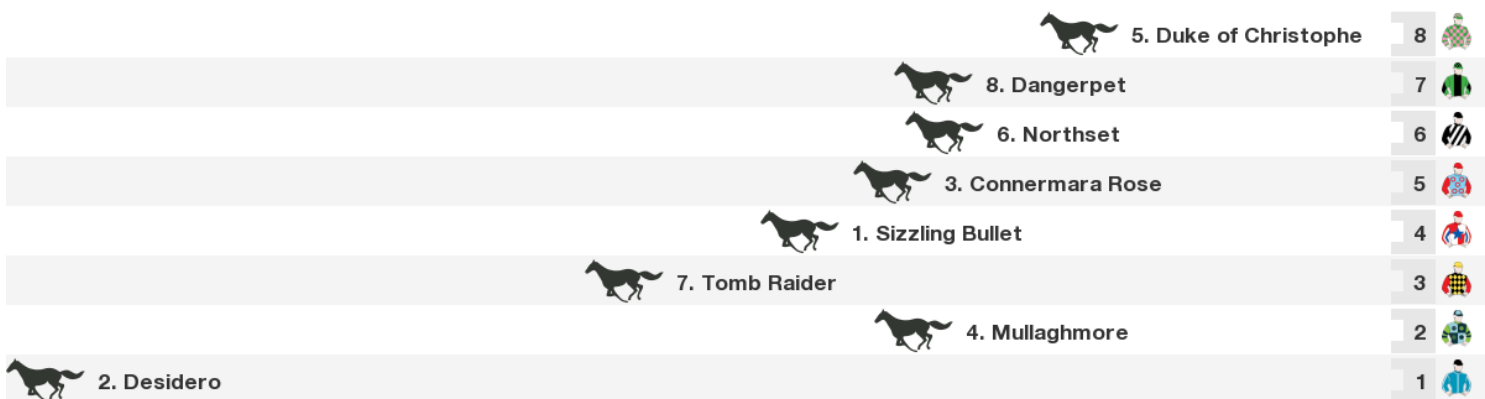 5. Duke of Christophe 8
8. Dangerpet 7
6. Northset 6
3. Connermara Rose 5
1. Sizzling Bullet 4
7. Tomb Raider 3
4. Mullaghmore 2
2. Desidero 1